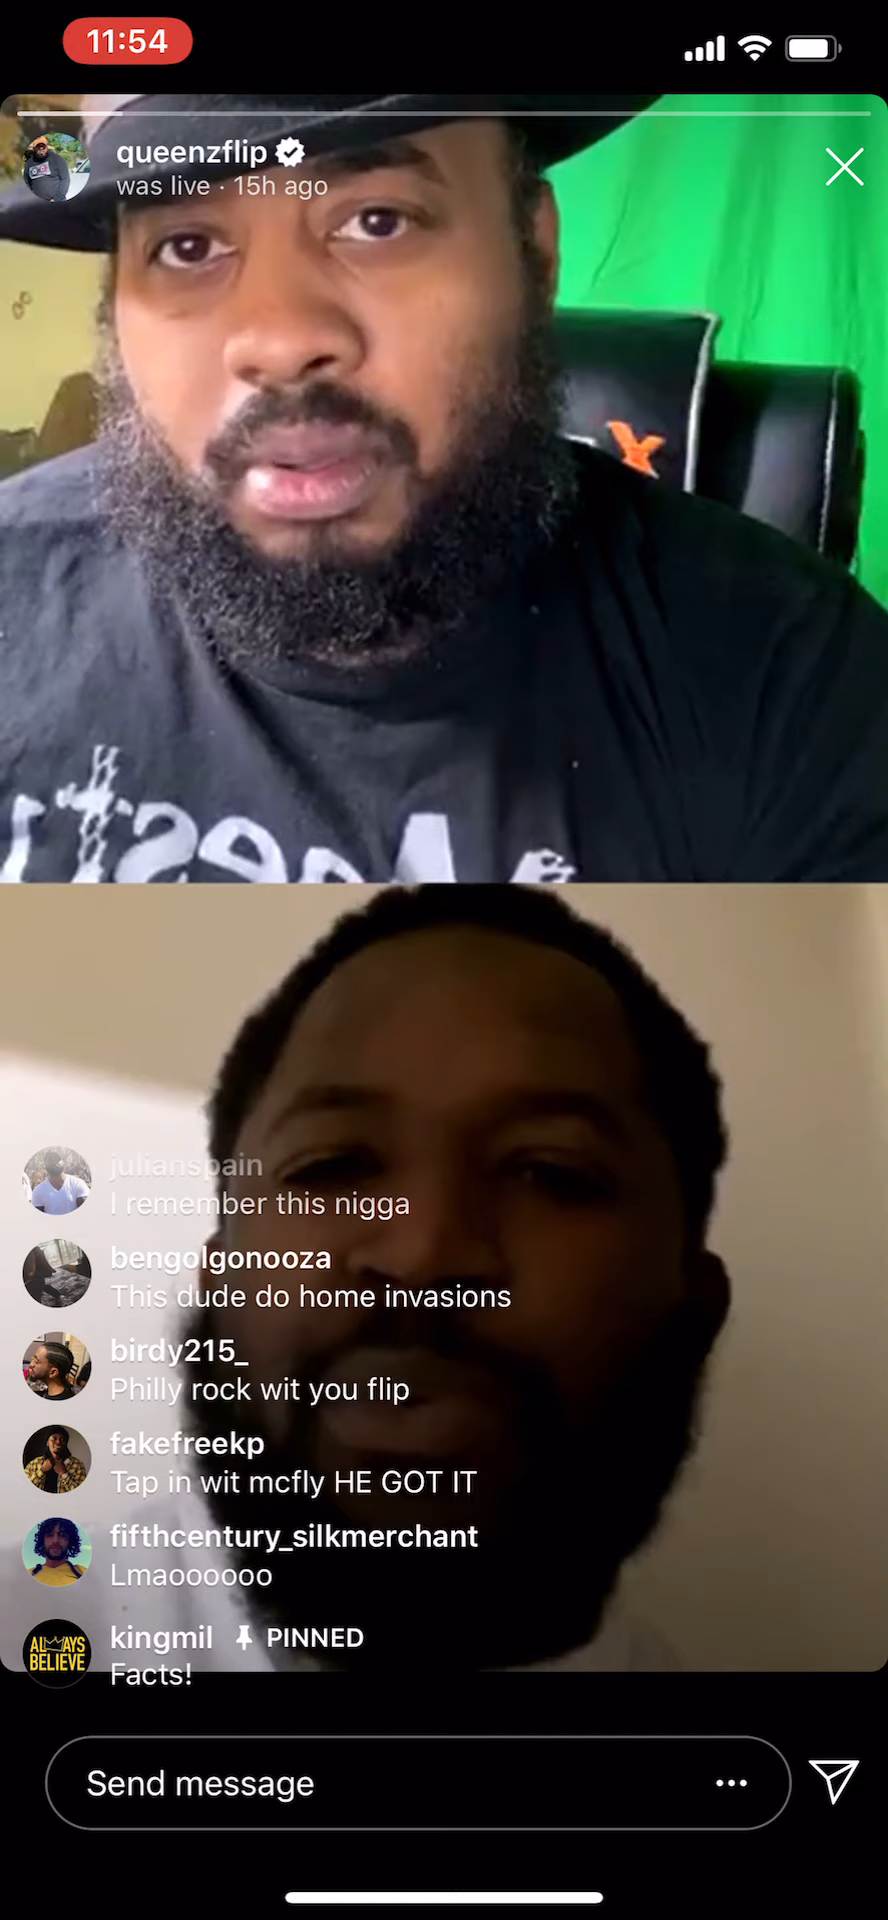 11:54
queenzflip
was live · 15h ago
X
julianspain
I remember this nigga
bengolgonooza
This dude do home invasions
birdy215_
Philly rock wit you flip
fakefreekp
Tap in wit mcfly HE GOT IT
fifthcentury_silkmerchant
Lmaoooooo
kingmil PINNED
Facts!
ALWAYS
BELIEVE
Send message